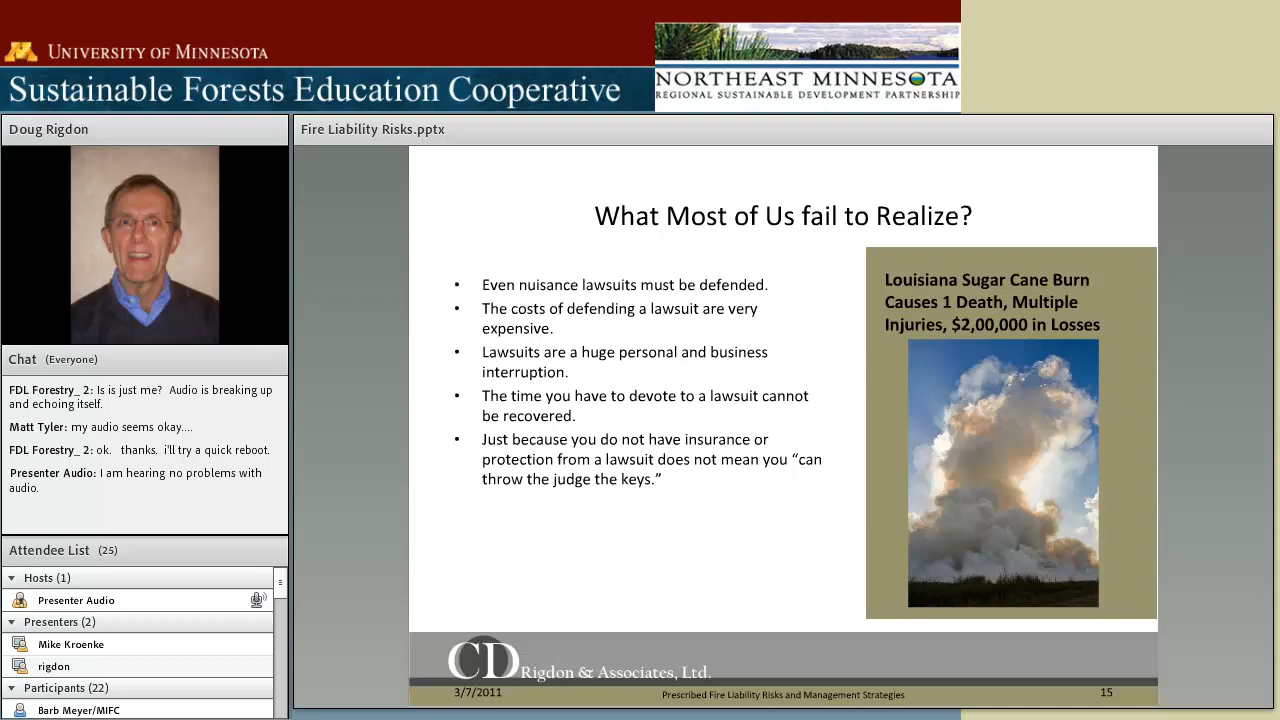 UNIVERSITY OF MINNESOTA
Sustainable Forests Education Cooperative
NORTHEAST MINNESOTA
REGIONAL SUSTAINABLE DEVELOPMENT PARTNERSHIP
Doug Rigdon
Chat (Everyone)
FDL Forestry_ 2: Is is just me? Audio is breaking up
and echoing itself.
Matt Tyler: my audio seems okay....
FDL Forestry_ 2: ok. thanks. i'll try a quick reboot.
Presenter Audio: I am hearing no problems with
audio.
Attendee List (25)
Hosts (1)
Presenter Audio
Presenters (2)
Mike Kroenke
rigdon
Participants (22)
Barb Meyer/MIFC
Fire Liability Risks.pptx
What Most of Us fail to Realize?
• Even nuisance lawsuits must be defended.
• The costs of defending a lawsuit are very
expensive.
• Lawsuits are a huge personal and business
interruption.
• The time you have to devote to a lawsuit cannot
be recovered.
• Just because you do not have insurance or
protection from a lawsuit does not mean you “can
throw the judge the keys.”
Louisiana Sugar Cane Burn
Causes 1 Death, Multiple
Injuries, $2,00,000 in Losses
CD Rigdon & Associates, Ltd.
3/7/2011
Prescribed Fire Liability Risks and Management Strategies
15